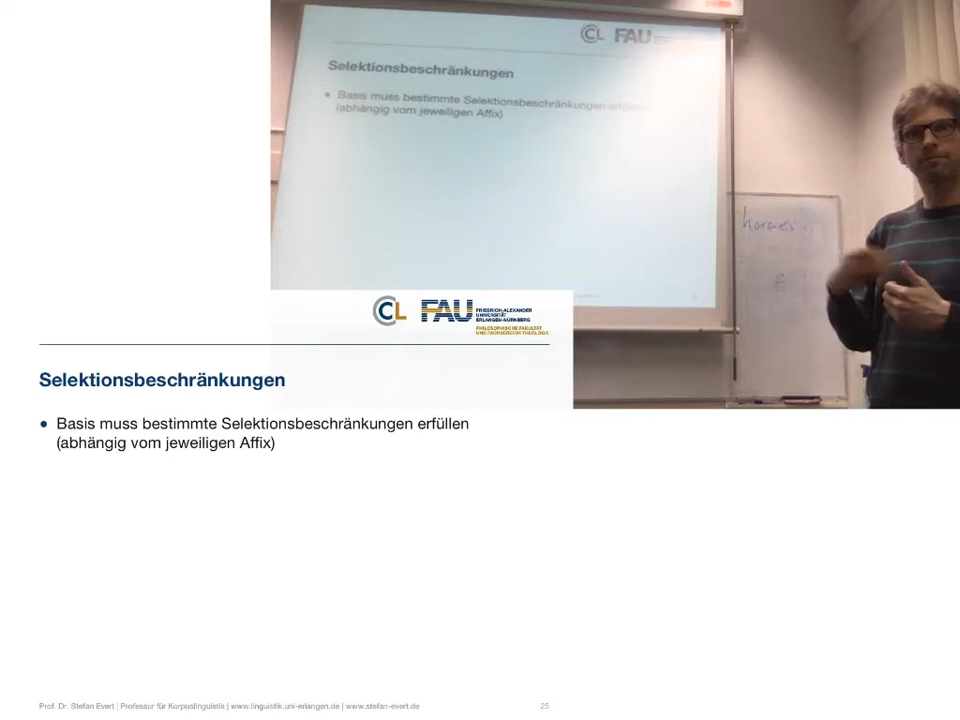 CL FAU
Selektionsbeschränkungen
• Basis muss bestimmte Selektionsbeschränkungen
(abhängig vom jeweiligen Affix)
CL FAU FRIEDRICH-ALEXANDER
UNIVERSITÄT
ERLANGEN-NÜRNBERG
PHILOSOPHISCHE FAKULTÄT
UND FACHBEREICH THEOLOGIE
Selektionsbeschränkungen
• Basis muss bestimmte Selektionsbeschränkungen erfüllen
(abhängig vom jeweiligen Affix)
Prof. Dr. Stefan Evert | Professur für Korpuslinguistik | www.linguistik.uni-erlangen.de | www.stefan-evert.de 25